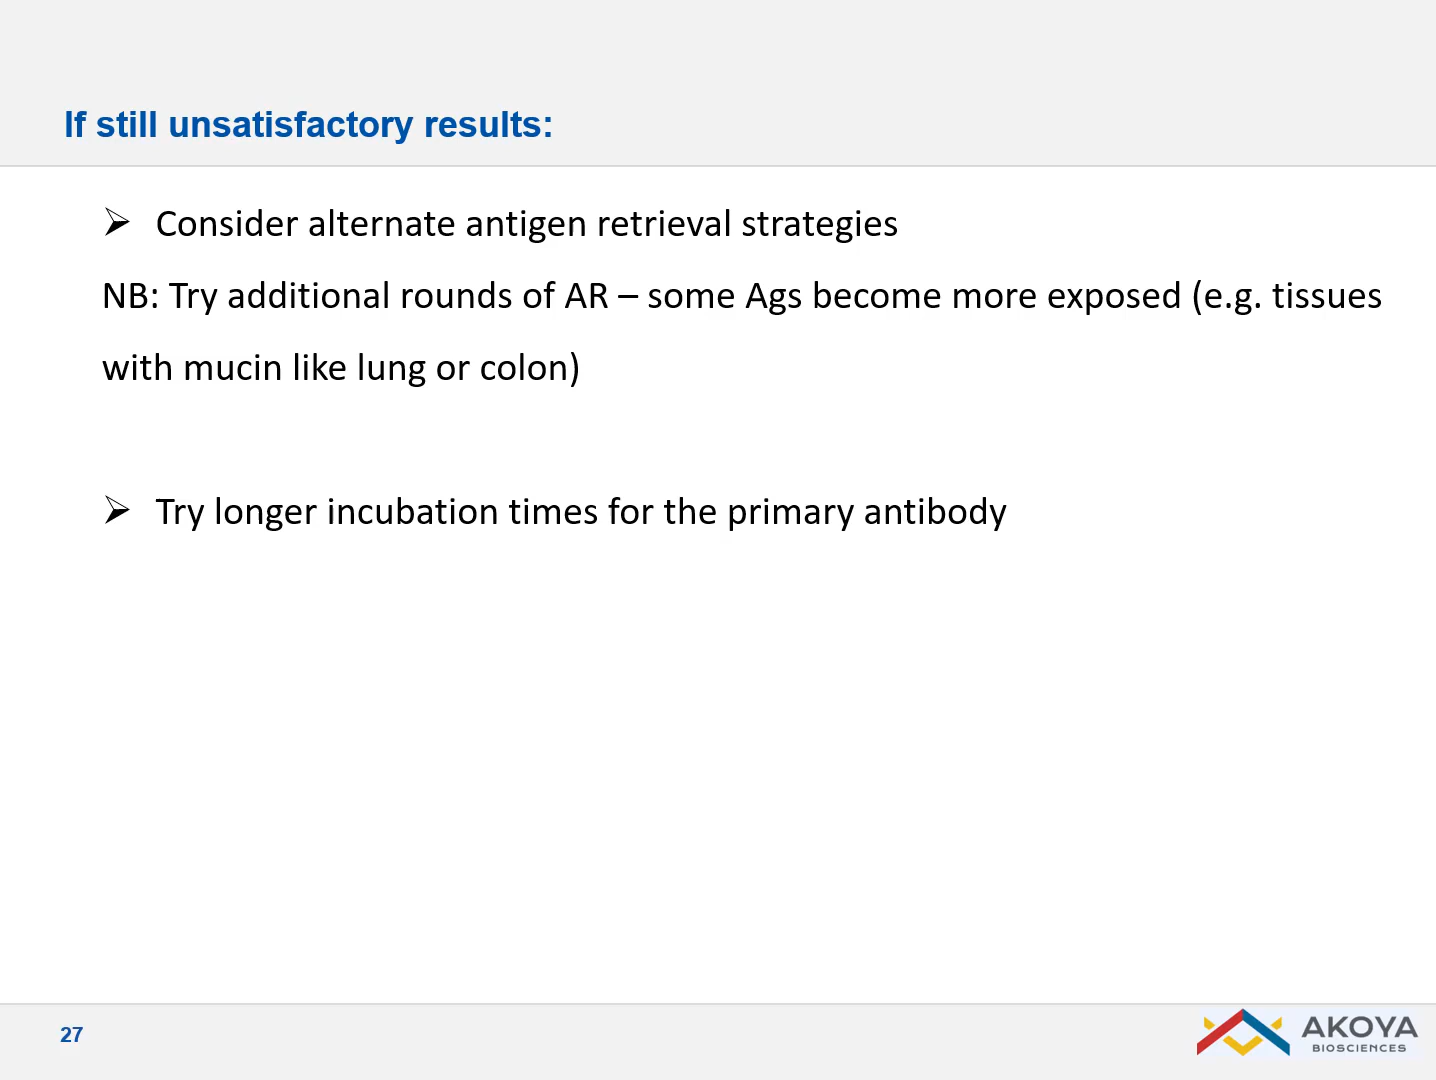 If still unsatisfactory results:
➢ Consider alternate antigen retrieval strategies
NB: Try additional rounds of AR – some Ags become more exposed (e.g. tissues
with mucin like lung or colon)
➢ Try longer incubation times for the primary antibody
27
AKOYA
BIOSCIENCES